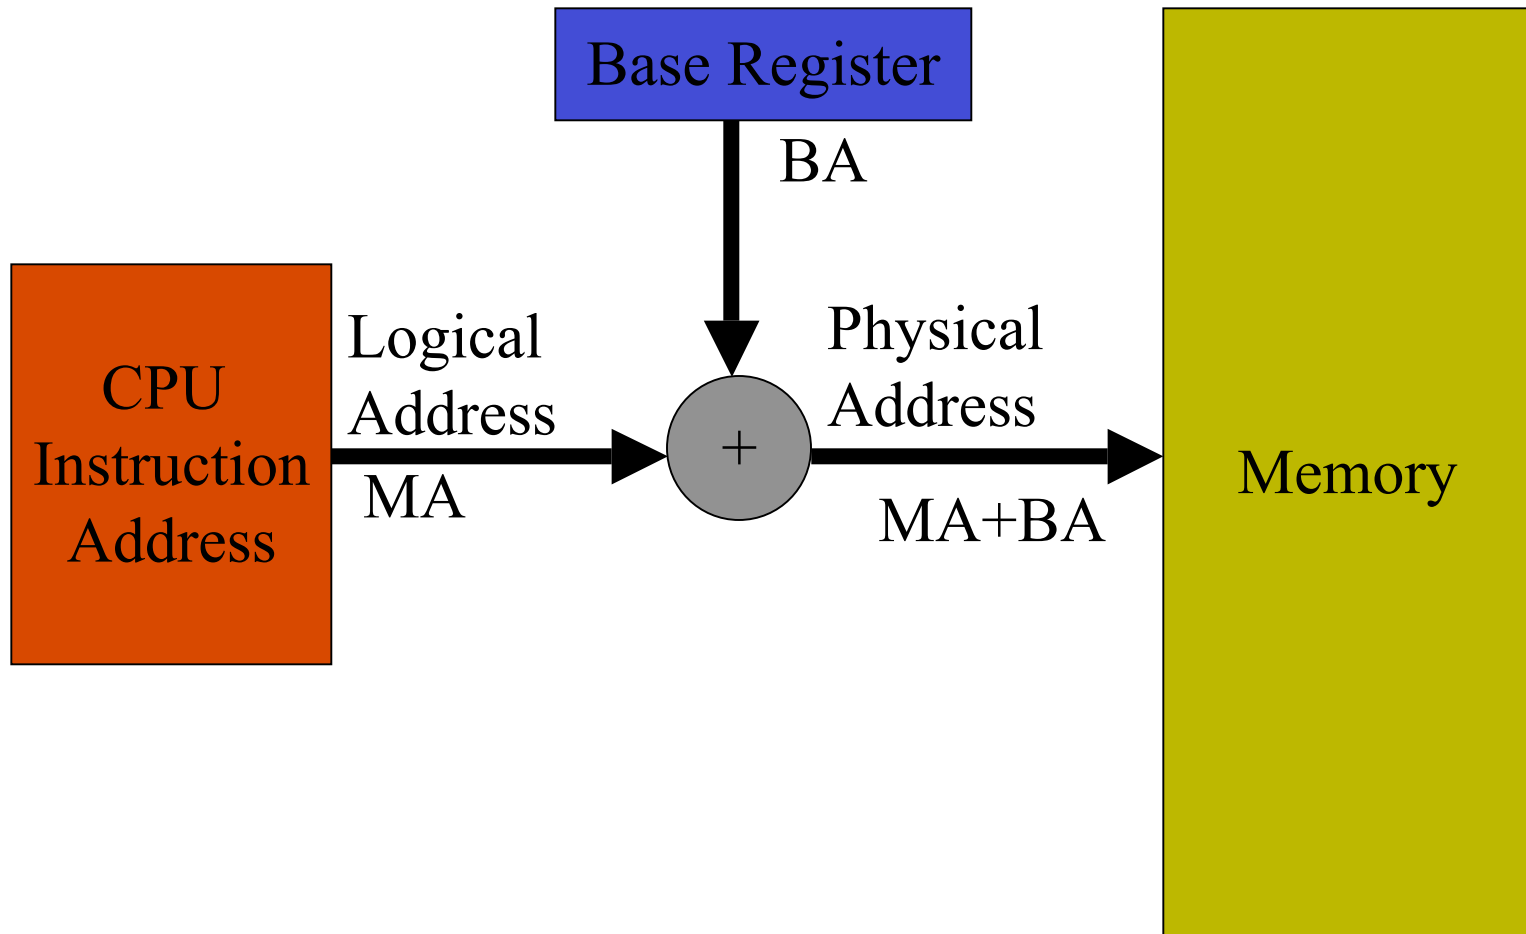 Base Register
BA
CPU
Instruction
Address
Logical
Address
MA
+
Physical
Address
MA+BA
Memory